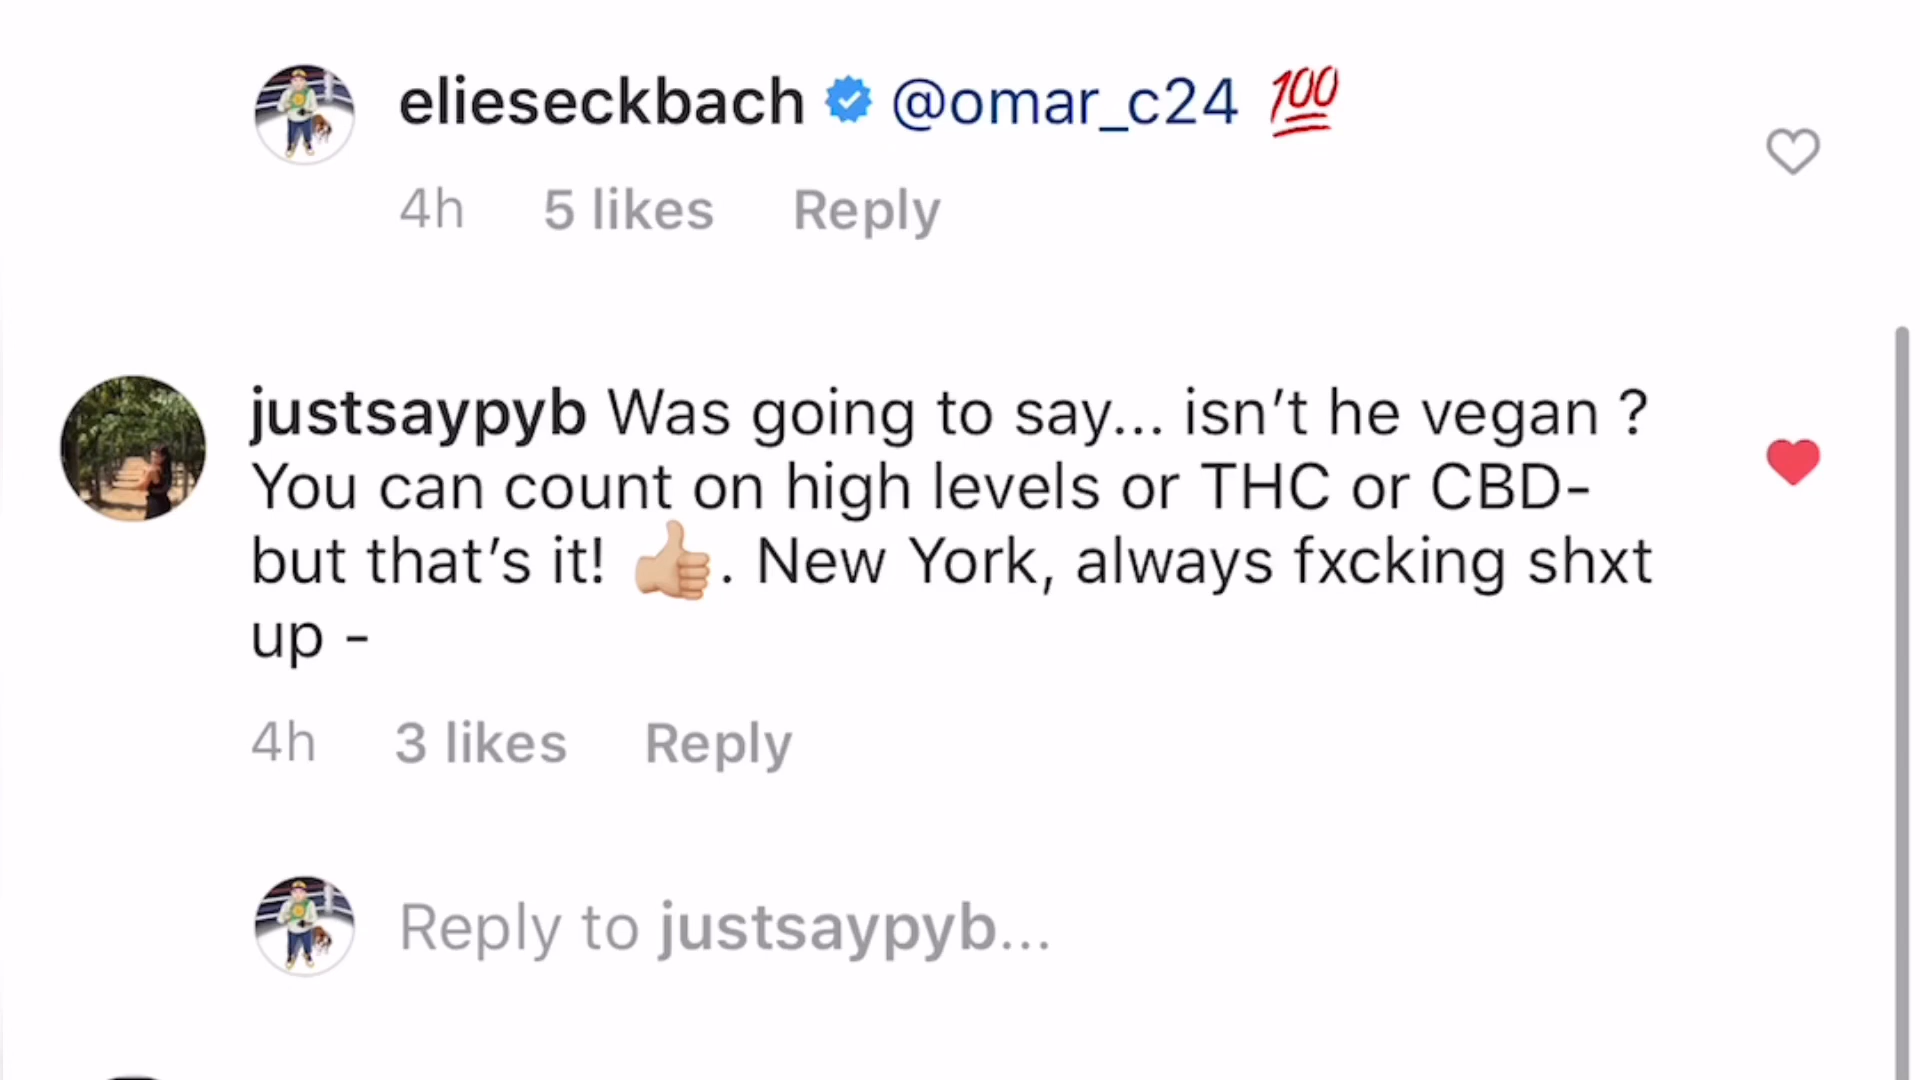 elieseckbach @omar_c24 💯
4h 5 likes Reply
justsaypyb Was going to say... isn’t he vegan ?
You can count on high levels or THC or CBD-
but that’s it! 👍🏼. New York, always fxcking shxt
up -
4h 3 likes Reply
Reply to justsaypyb...